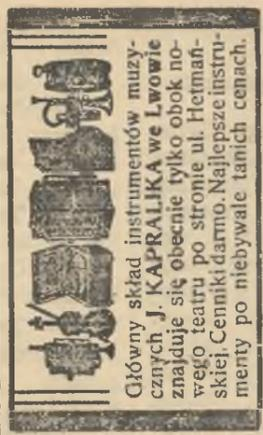 Główny skład instrumentów muzy-
cznych J. KAPRALIKA we Lwowie
znajduje się obecnie tylko obok no-
wego teatru po stronie ul. Hetmań-
skiej. Cenniki darmo. Najlepsze instru-
menty po niebywale tanich cenach.